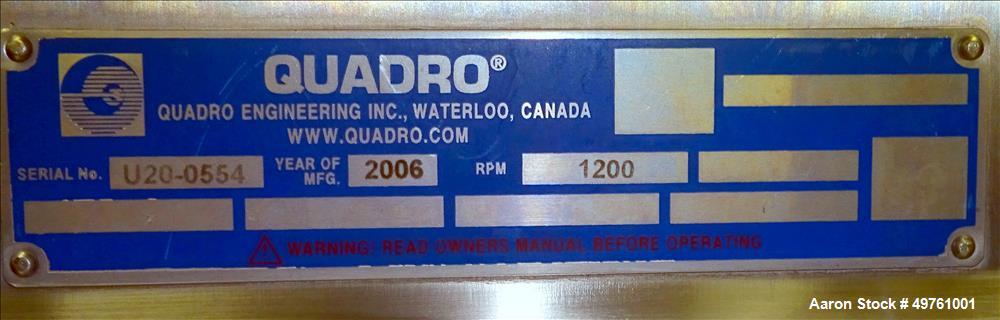 QUADRO®
QUADRO ENGINEERING INC., WATERLOO, CANADA
WWW.QUADRO.COM
SERIAL No. U20-0554 YEAR OF MFG. 2006 RPM 1200
WARNING! READ OWNERS MANUAL BEFORE OPERATING
Aaron Stock # 49761001